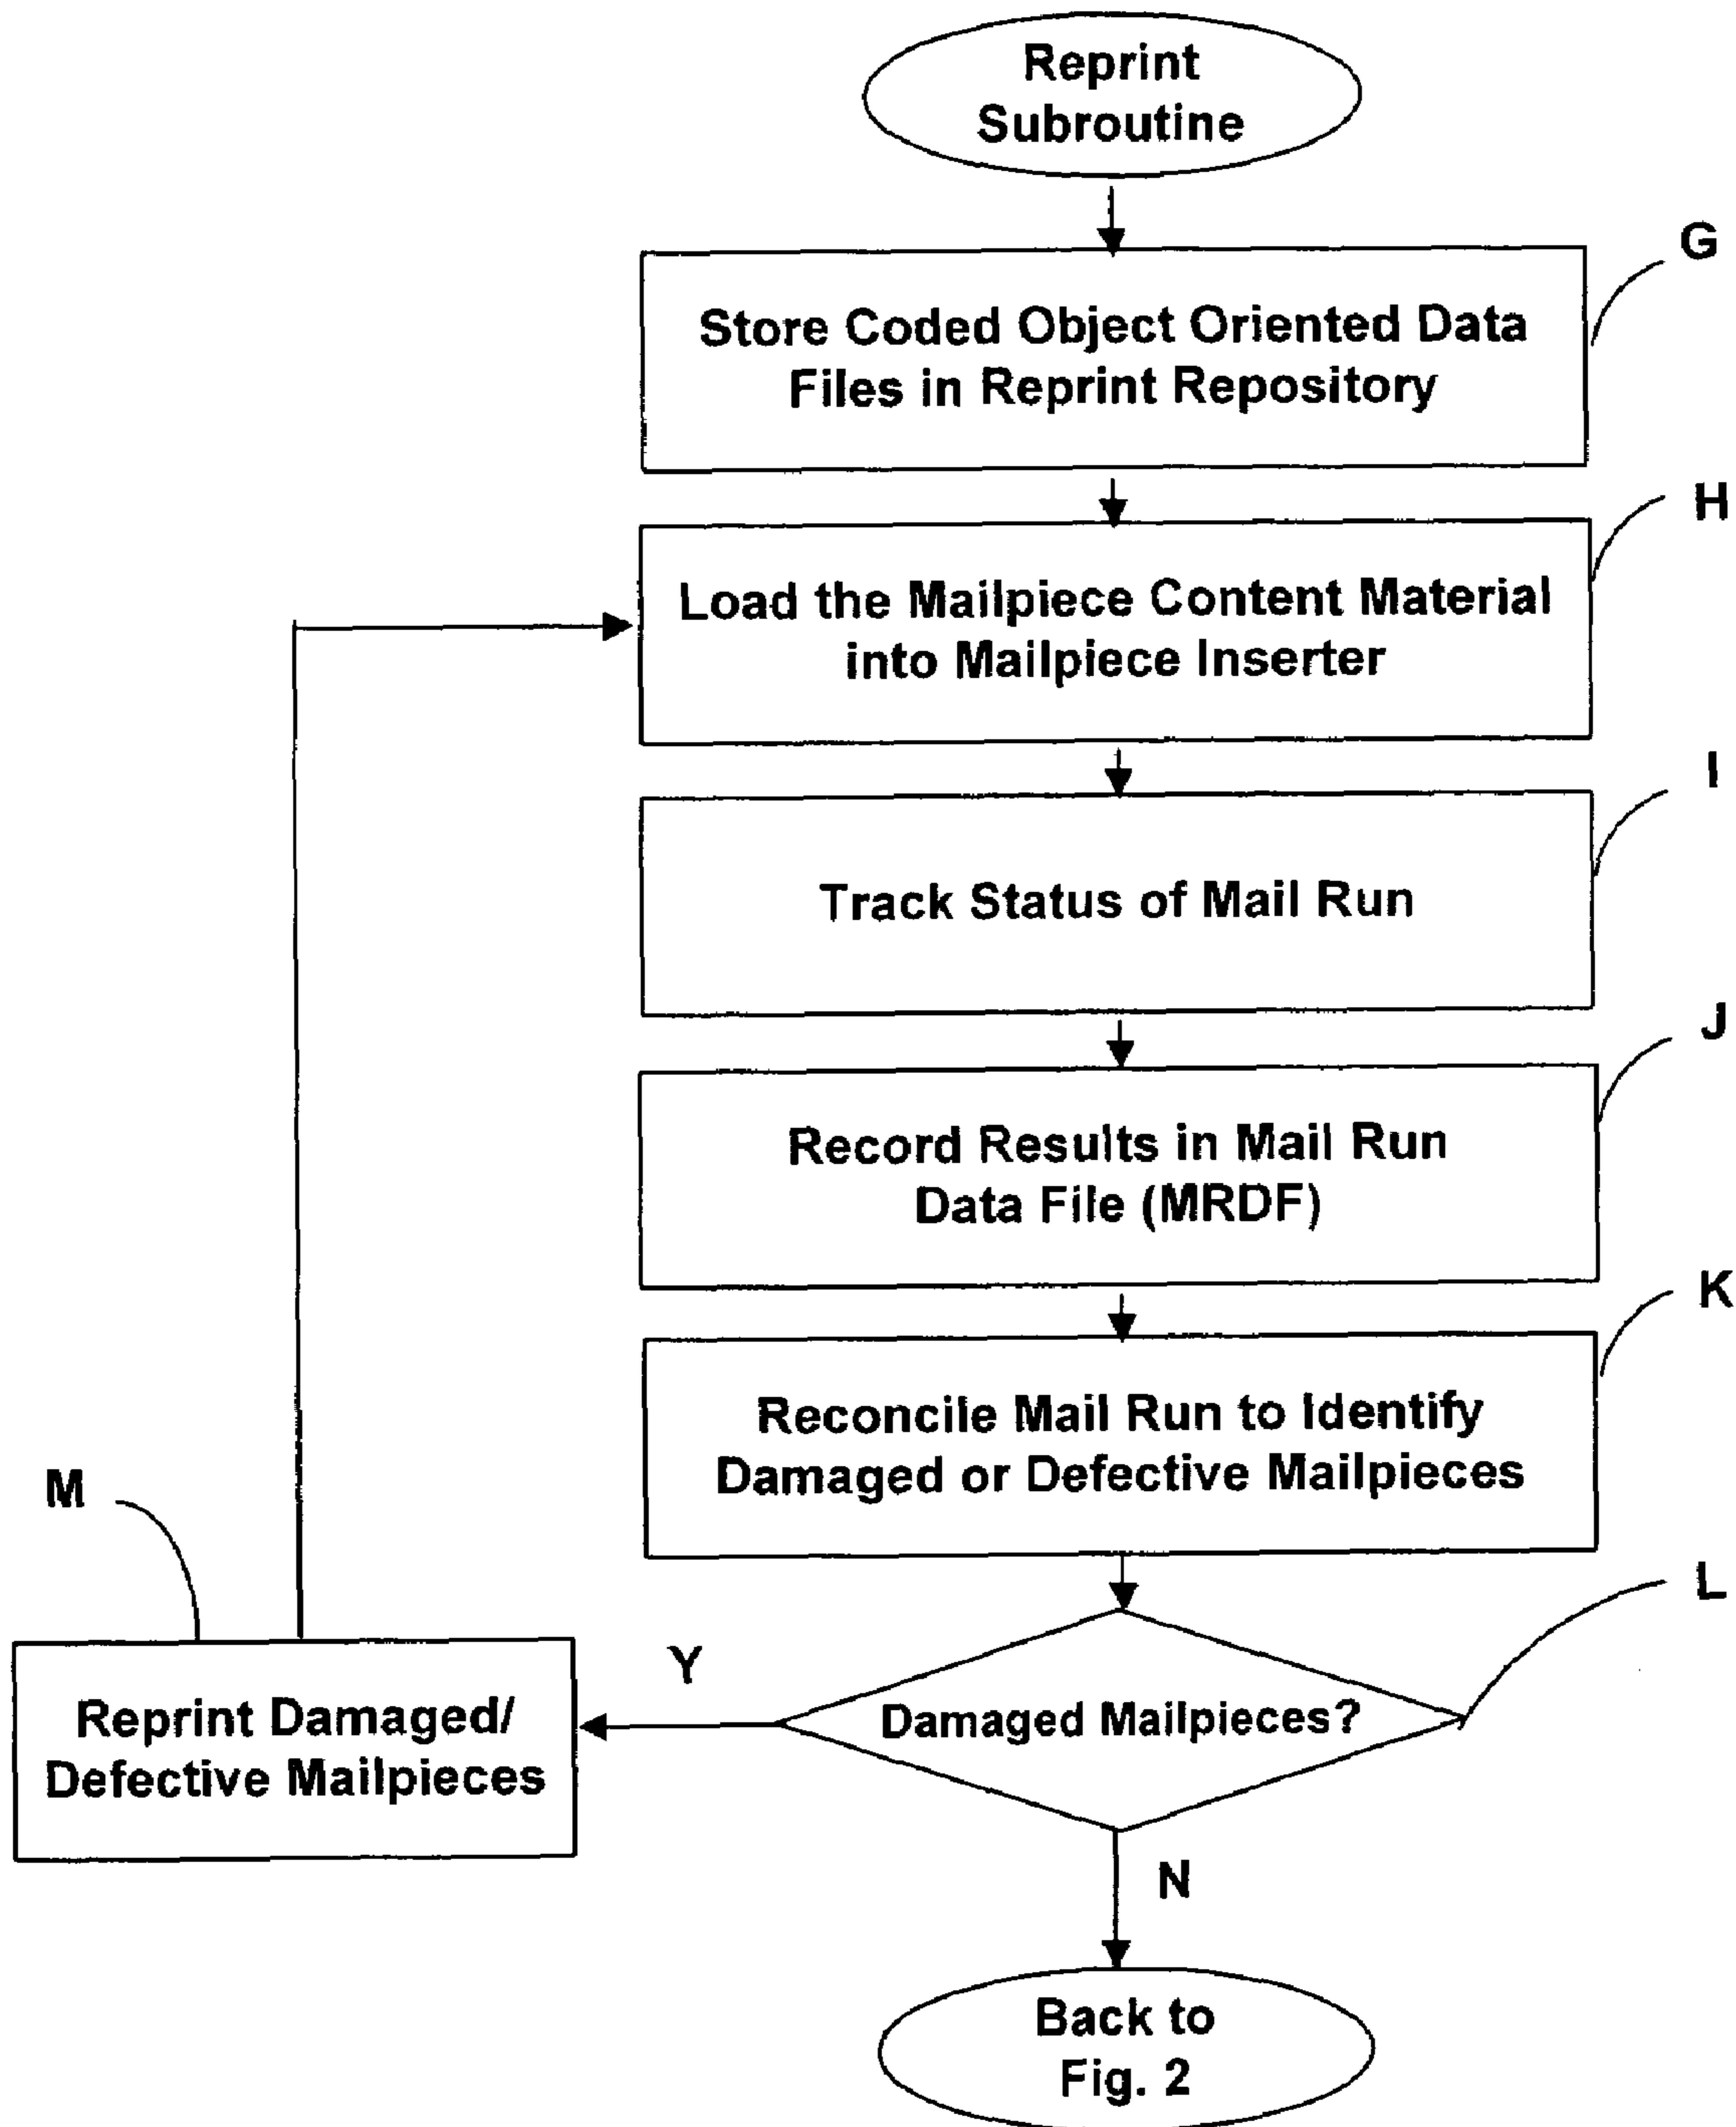 Reprint
Subroutine
G
Store Coded Object Oriented Data
Files in Reprint Repository
H
Load the Mailpiece Content Material
into Mailpiece Inserter
I
Track Status of Mail Run
J
Record Results in Mail Run
Data File (MRDF)
K
Reconcile Mail Run to Identify
Damaged or Defective Mailpieces
L
Damaged Mailpieces?
Y
M
Reprint Damaged/
Defective Mailpieces
N
Back to
Fig. 2